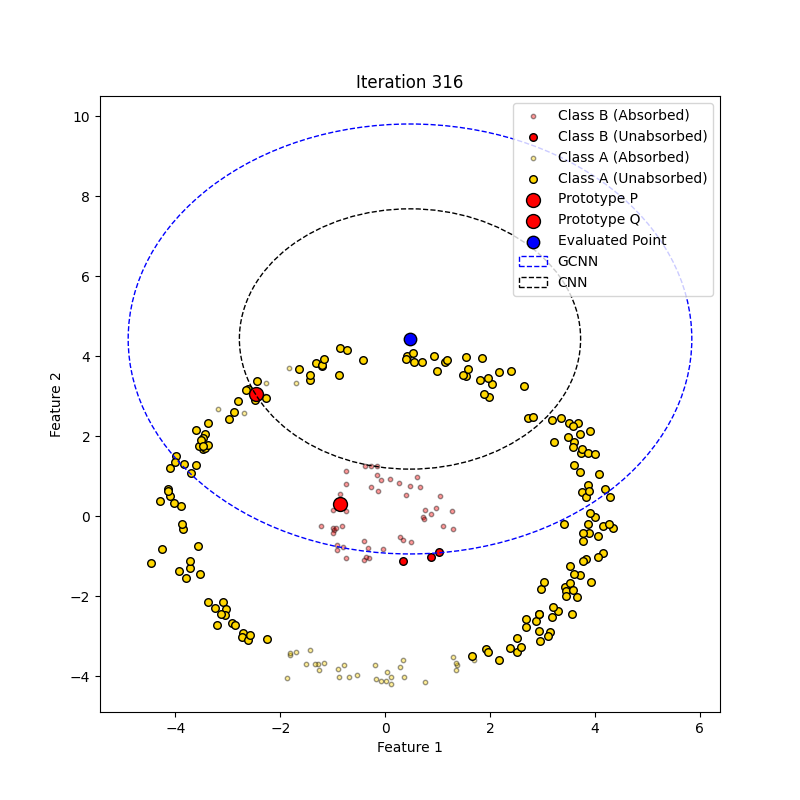 Iteration 316
Class B (Absorbed)
Class B (Unabsorbed)
Class A (Absorbed)
Class A (Unabsorbed)
Prototype P
Prototype Q
Evaluated Point
GCNN
CNN
10
8
6
4
2
0
−2
−4
Feature 2
−4 −2 0 2 4 6
Feature 1